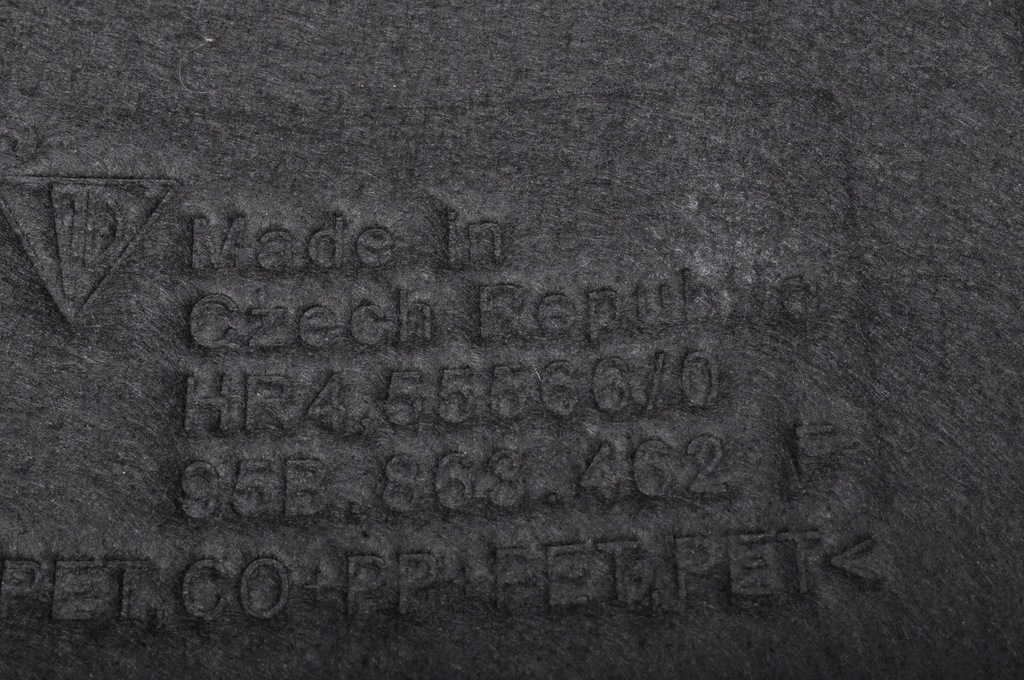 Made in
Czech Republic
HF4.55566/0
95B.863.462 F
PET.CO+PP+PET.PET<